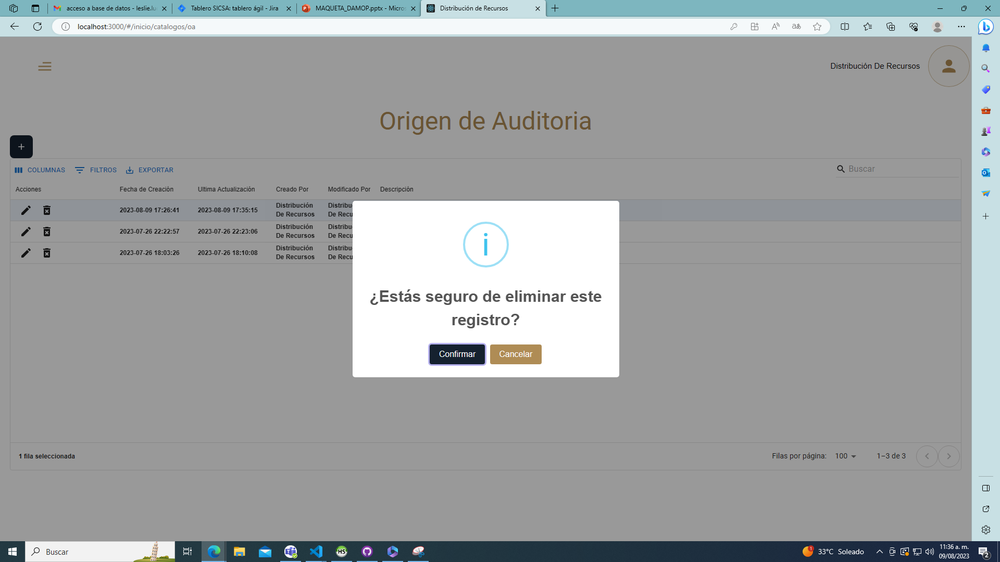 acceso a base de datos - leslie.lu
Tablero SICSA: tablero ágil - Jira
MAQUETA_DAMOP.pptx - Micros
Distribución de Recursos
localhost:3000/#/inicio/catalogos/oa
Distribución De Recursos
Origen de Auditoria
+
COLUMNAS
FILTROS
EXPORTAR
Buscar
Acciones
Fecha de Creación
Ultima Actualización
Creado Por
Modificado Por
Descripción
2023-08-09 17:26:41
2023-08-09 17:35:15
Distribución
De Recursos
Distribu
De Recu
2023-07-26 22:22:57
2023-07-26 22:23:06
Distribución
De Recursos
Distribu
De Recu
2023-07-26 18:03:26
2023-07-26 18:10:08
Distribución
De Recursos
Distribu
De Recu
i
¿Estás seguro de eliminar este
registro?
Confirmar
Cancelar
1 fila seleccionada
Filas por página:
100
1–3 de 3
Buscar
HS
1
33°C Soleado
11:36 a. m.
09/08/2023
2